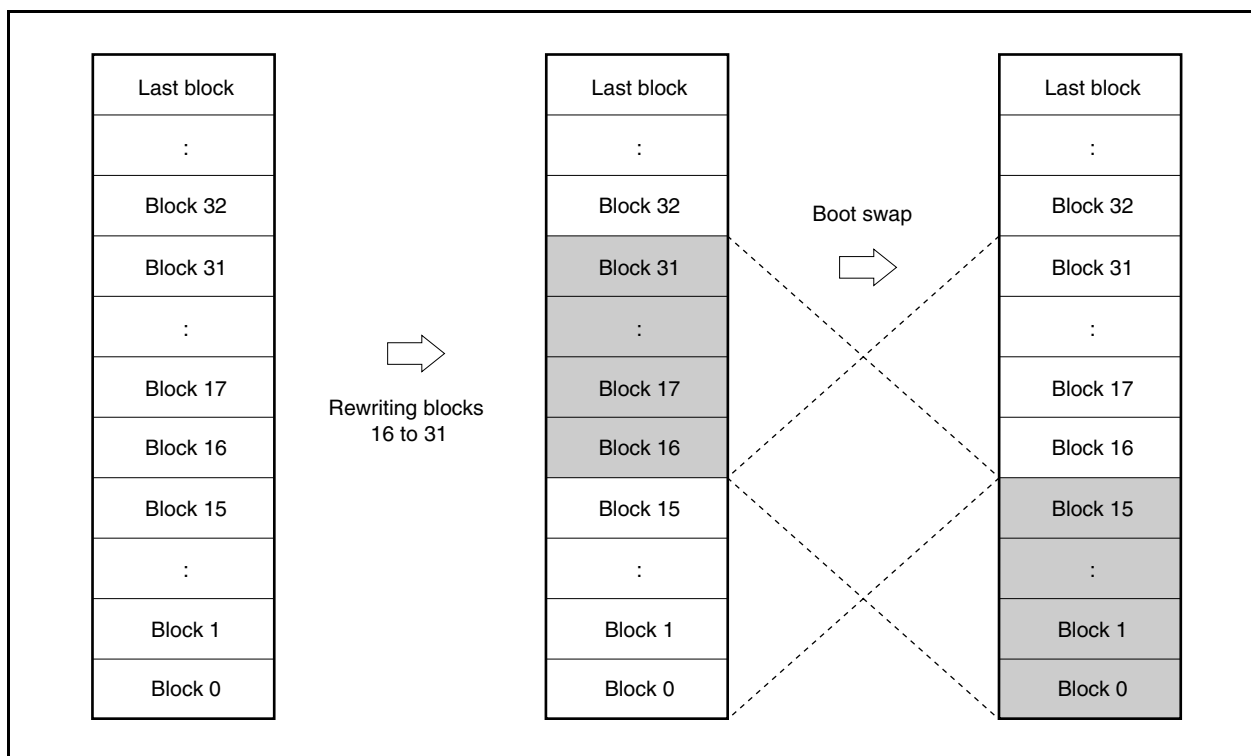 Last block
:
Block 32
Block 31
:
Block 17
Block 16
Block 15
:
Block 1
Block 0
Rewriting blocks
16 to 31
Last block
:
Block 32
Block 31
:
Block 17
Block 16
Block 15
:
Block 1
Block 0
Boot swap
Last block
:
Block 32
Block 31
:
Block 17
Block 16
Block 15
:
Block 1
Block 0